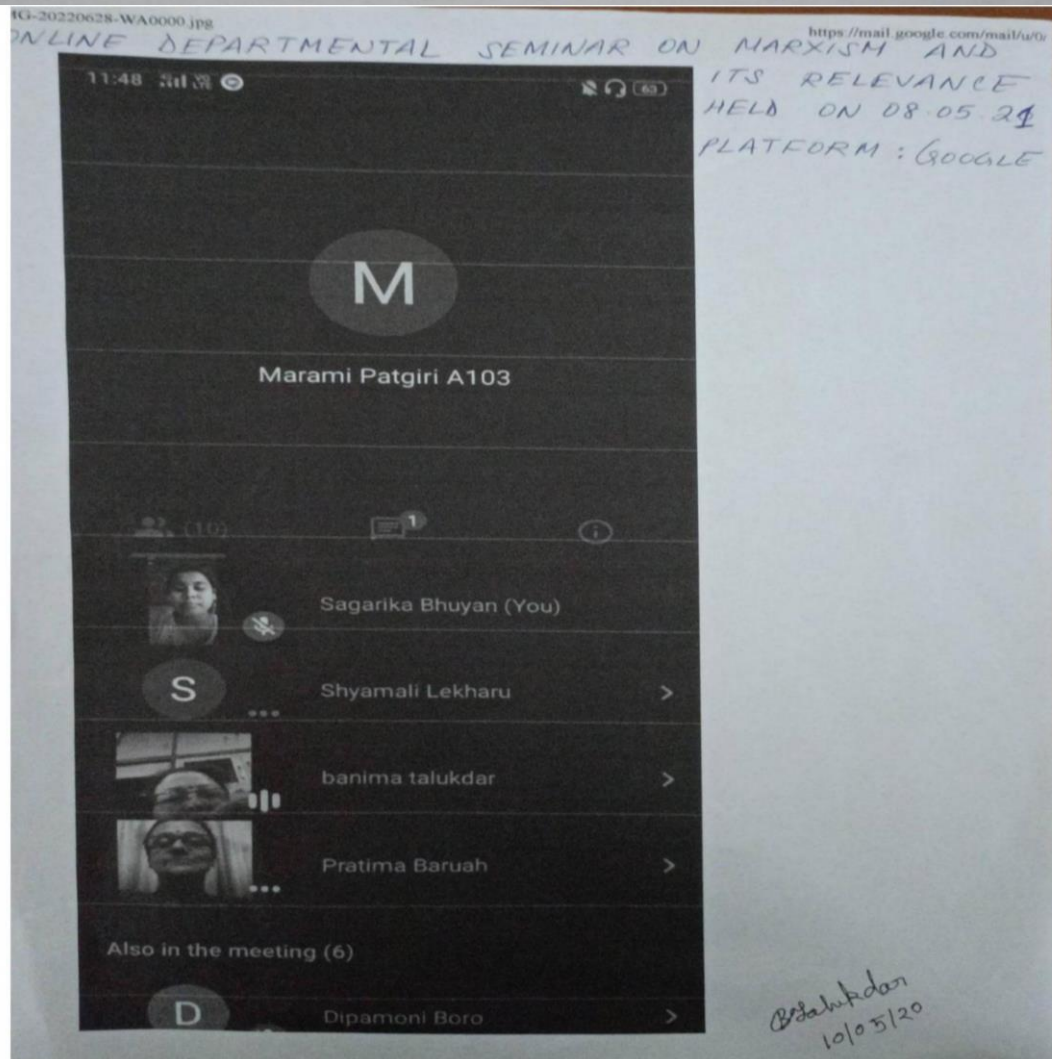 IG-20220628-WA0000.jpg
https://mail.google.com/mail/u/0/
ONLINE DEPARTMENTAL SEMINAR ON MARXISM AND
ITS RELEVANCE
HELD ON 08.05.21
PLATFORM : GOOGLE
11:48
63
M
Marami Patgiri A103
(10)
1
Sagarika Bhuyan (You)
S
Shyamali Lekharu
banima talukdar
Pratima Baruah
Also in the meeting (6)
D
Dipamoni Boro
BTalukdar
10/05/20